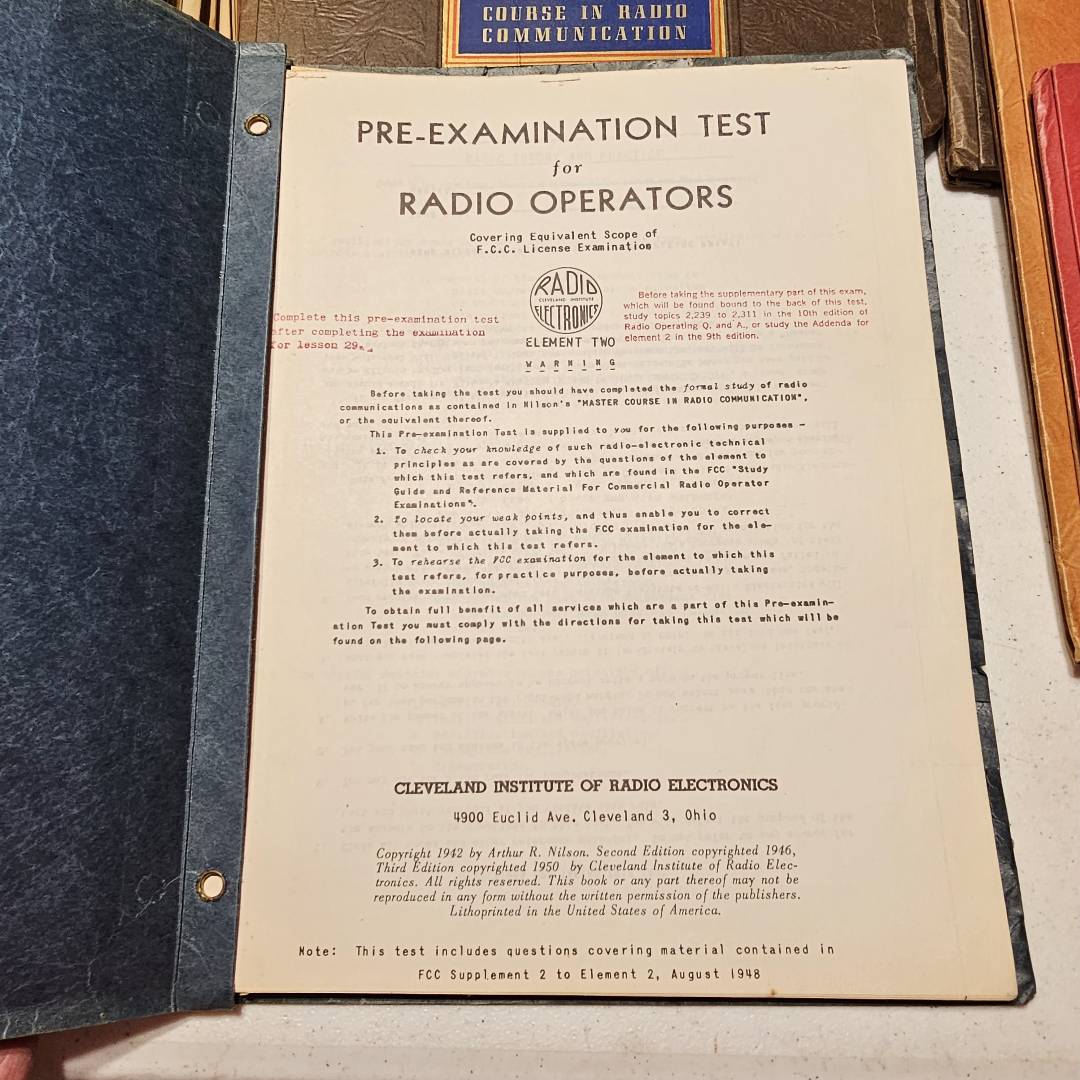 COURSE IN RADIO
COMMUNICATION
PRE-EXAMINATION TEST
for
RADIO OPERATORS
Covering Equivalent Scope of
F.C.C. License Examination
RADIO
CLEVELAND INSTITUTE
ELECTRONICS
Complete this pre-examination test
after completing the examination
for lesson 29.
Before taking the supplementary part of this exam,
which will be found bound to the back of this test,
study topics 2,239 to 2,311 in the 10th edition of
Radio Operating Q. and A., or study the Addenda for
element 2 in the 9th edition.
ELEMENT TWO
WARNING
Before taking the test you should have completed the formal study of radio
communications as contained in Nilson's "MASTER COURSE IN RADIO COMMUNICATION",
or the equivalent thereof.
This Pre-examination Test is supplied to you for the following purposes -
1. To check your knowledge of such radio-electronic technical
principles as are covered by the questions of the element to
which this test refers, and which are found in the FCC "Study
Guide and Reference Material For Commercial Radio Operator
Examinations".
2. To locate your weak points, and thus enable you to correct
them before actually taking the FCC examination for the ele-
ment to which this test refers.
3. To rehearse the FCC examination for the element to which this
test refers, for practice purposes, before actually taking
the examination.
To obtain full benefit of all services which are a part of this Pre-examin-
ation Test you must comply with the directions for taking this test which will be
found on the following page.
CLEVELAND INSTITUTE OF RADIO ELECTRONICS
4900 Euclid Ave. Cleveland 3, Ohio
Copyright 1942 by Arthur R. Nilson. Second Edition copyrighted 1946,
Third Edition copyrighted 1950 by Cleveland Institute of Radio Elec-
tronics. All rights reserved. This book or any part thereof may not be
reproduced in any form without the written permission of the publishers.
Lithoprinted in the United States of America.
Note: This test includes questions covering material contained in
FCC Supplement 2 to Element 2, August 1948